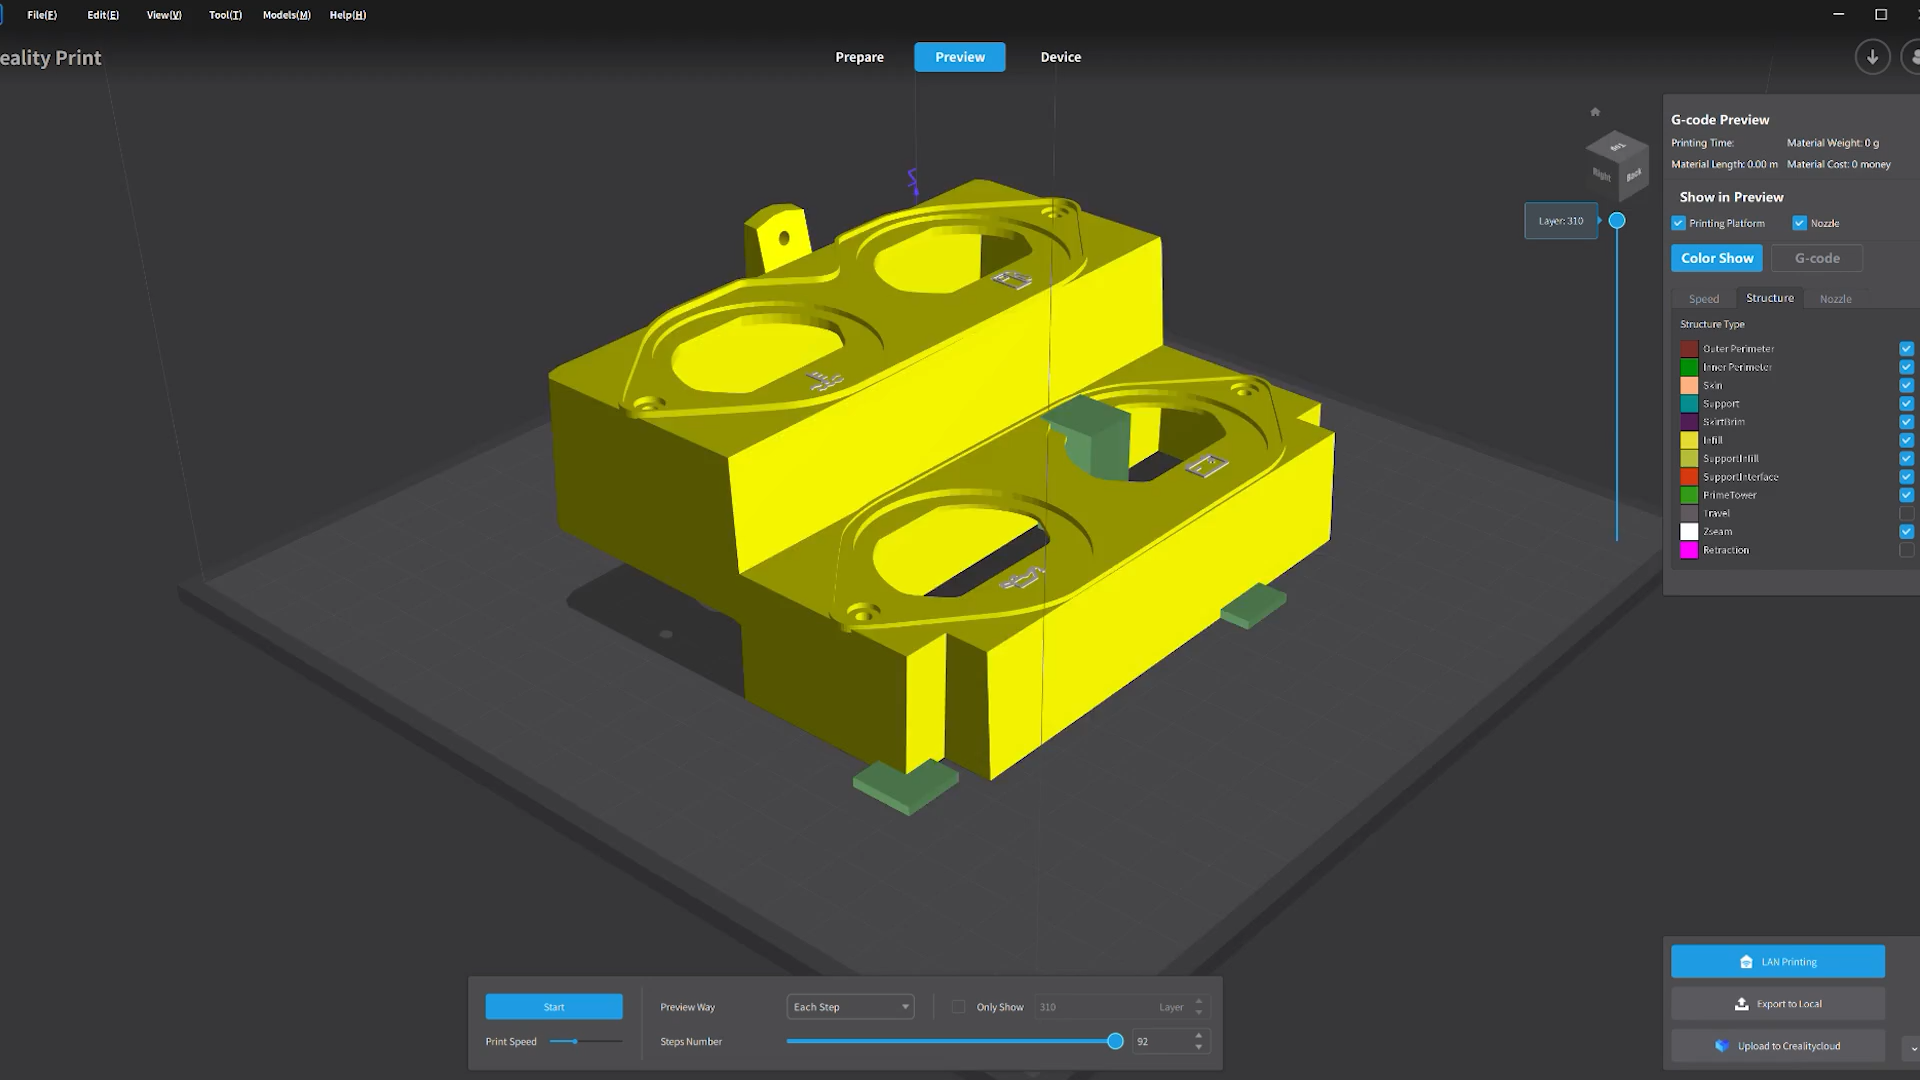 File(F) Edit(E) View(V) Tool(T) Models(M) Help(H)
eality Print
Prepare Preview Device
G-code Preview
Printing Time: Material Weight: 0 g
Material Length: 0.00 m Material Cost: 0 money
Right Back
Show in Preview
Layer: 310
Printing Platform Nozzle
Color Show G-code
Speed Structure Nozzle
Structure Type
Outer Perimeter
Inner Perimeter
Skin
Support
SkirtBrim
Infill
SupportInfill
SupportInterface
PrimeTower
Travel
Zseam
Retraction
LAN Printing
Start Preview Way Each Step Only Show 310 Layer
Export to Local
Print Speed Steps Number 92
Upload to Crealitycloud